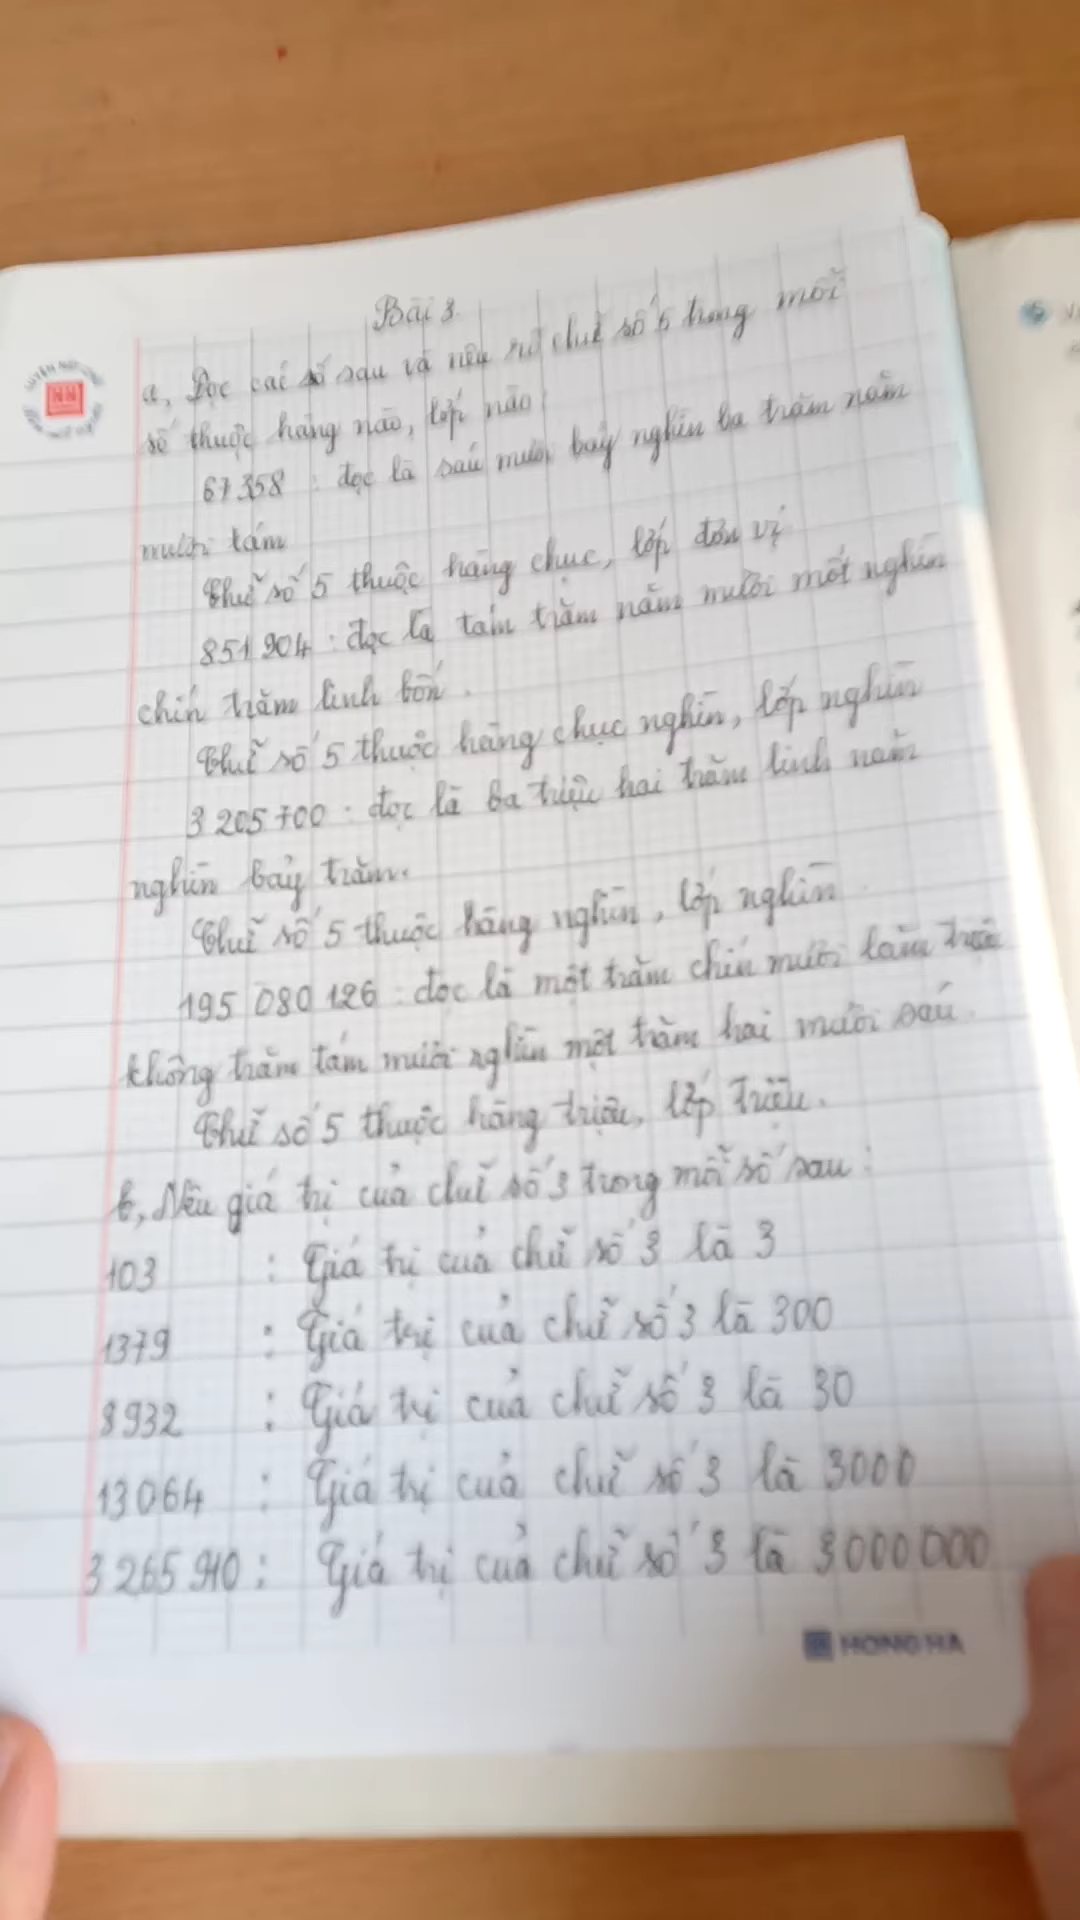 Bài 3.
a, Đọc các số sau và nêu rõ chữ số 5 trong mỗi
số thuộc hàng nào, lớp nào
67 358 : đọc là sáu mươi bảy nghìn ba trăm năm
mươi tám
Chữ số 5 thuộc hàng chục, lớp đơn vị
851 904 : đọc là tám trăm năm mươi mốt nghìn
chín trăm linh bốn.
Chữ số 5 thuộc hàng chục nghìn, lớp nghìn
3 205 700 : đọc là ba triệu hai trăm linh năm
nghìn bảy trăm.
Chữ số 5 thuộc hàng nghìn, lớp nghìn.
195 080 126 : đọc là một trăm chín mươi lăm triệu
không trăm tám mươi nghìn một trăm hai mươi sáu.
Chữ số 5 thuộc hàng triệu, lớp triệu.
b, Nêu giá trị của chữ số 3 trong mỗi số sau :
103 : Giá trị của chữ số 3 là 3
1379 : Giá trị của chữ số 3 là 300
8932 : Giá trị của chữ số 3 là 30
13 064 : Giá trị của chữ số 3 là 3000
3 265 910 : Giá trị của chữ số 3 là 3 000 000
HONG HA